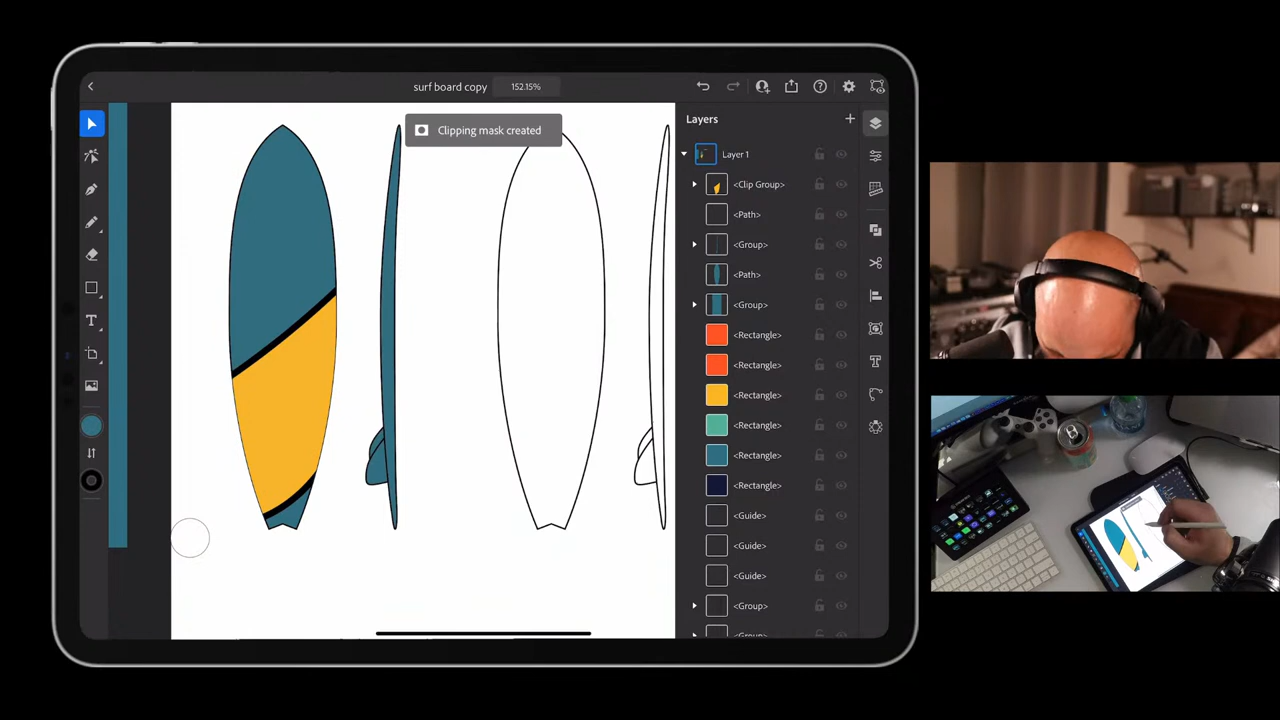 surf board copy
152.15%
Clipping mask created
Layers
Layer 1
<Clip Group>
<Path>
<Group>
<Path>
<Group>
<Rectangle>
<Rectangle>
<Rectangle>
<Rectangle>
<Rectangle>
<Rectangle>
<Guide>
<Guide>
<Guide>
<Group>
<Group>